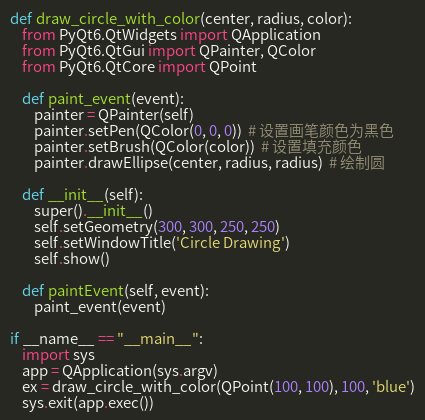 def draw_circle_with_color(center, radius, color):
    from PyQt6.QtWidgets import QApplication
    from PyQt6.QtGui import QPainter, QColor
    from PyQt6.QtCore import QPoint

    def paint_event(event):
        painter = QPainter(self)
        painter.setPen(QColor(0, 0, 0))  # 设置画笔颜色为黑色
        painter.setBrush(QColor(color))  # 设置填充颜色
        painter.drawEllipse(center, radius, radius)  # 绘制圆

    def __init__(self):
        super().__init__()
        self.setGeometry(300, 300, 250, 250)
        self.setWindowTitle('Circle Drawing')
        self.show()

    def paintEvent(self, event):
        paint_event(event)

if __name__ == "__main__":
    import sys
    app = QApplication(sys.argv)
    ex = draw_circle_with_color(QPoint(100, 100), 100, 'blue')
    sys.exit(app.exec())